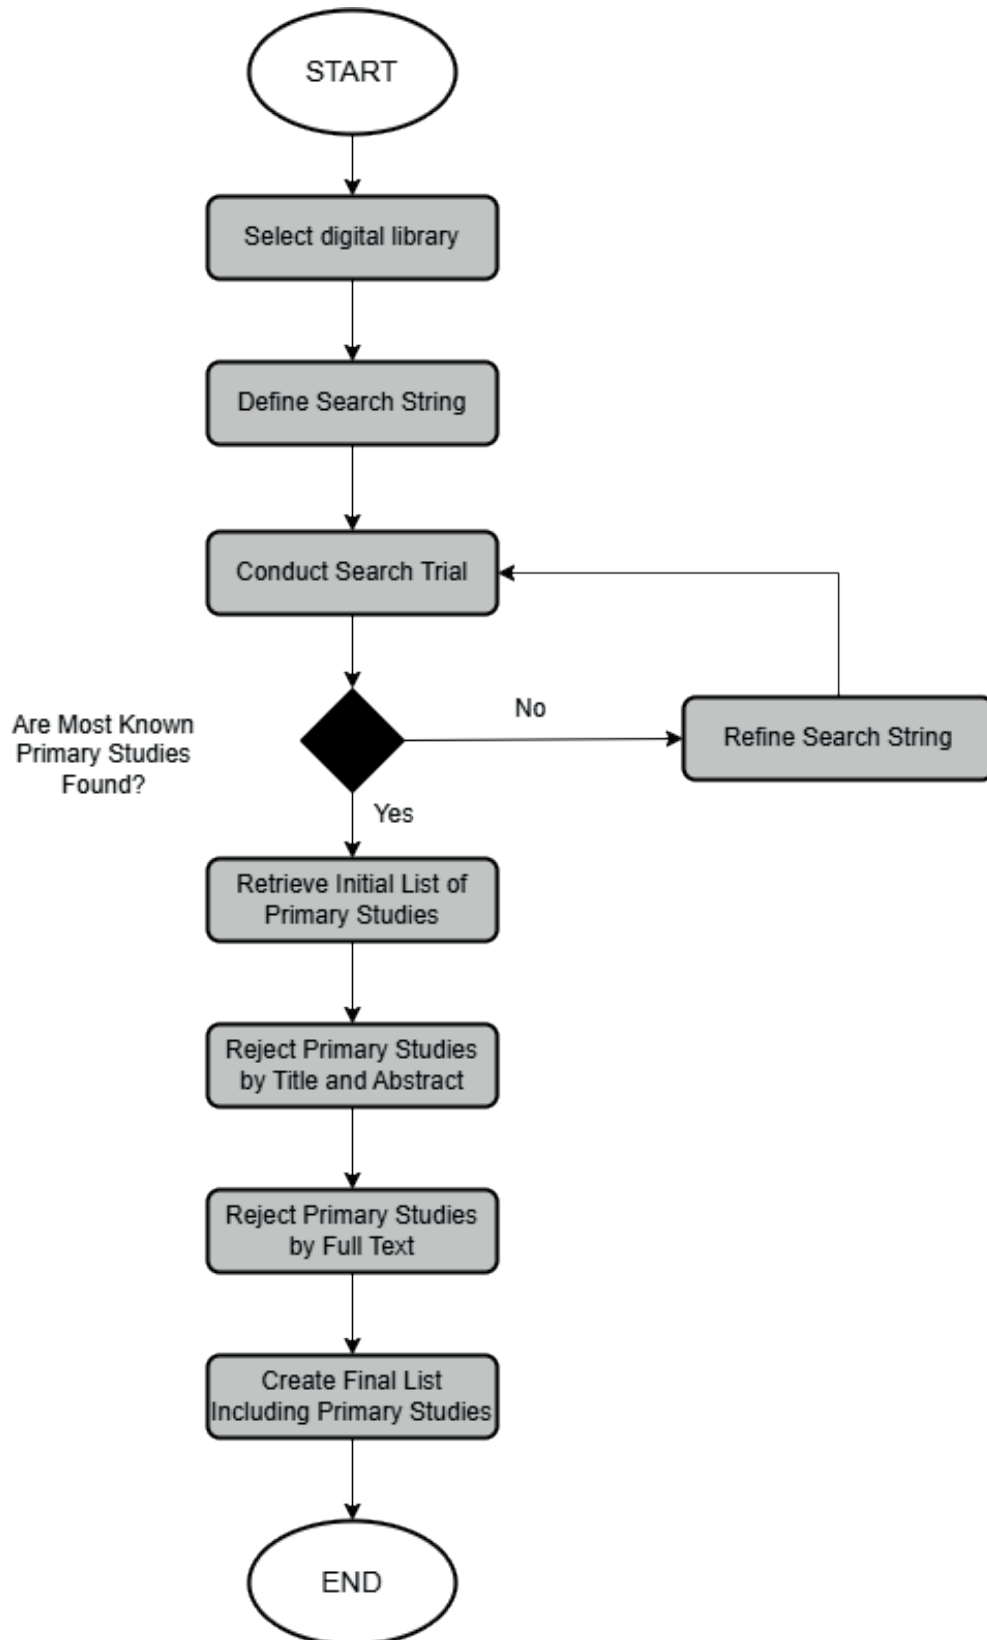 START
Select digital library
Define Search String
Conduct Search Trial
Are Most Known
Primary Studies
Found?
No
Refine Search String
Yes
Retrieve Initial List of
Primary Studies
Reject Primary Studies
by Title and Abstract
Reject Primary Studies
by Full Text
Create Final List
Including Primary Studies
END